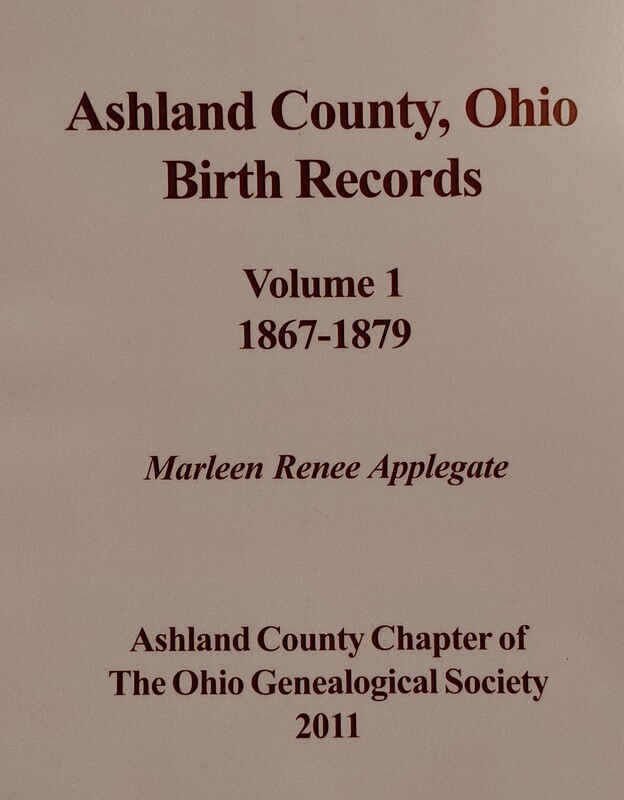 Ashland County, Ohio
Birth Records
Volume 1
1867-1879
Marleen Renee Applegate
Ashland County Chapter of
The Ohio Genealogical Society
2011